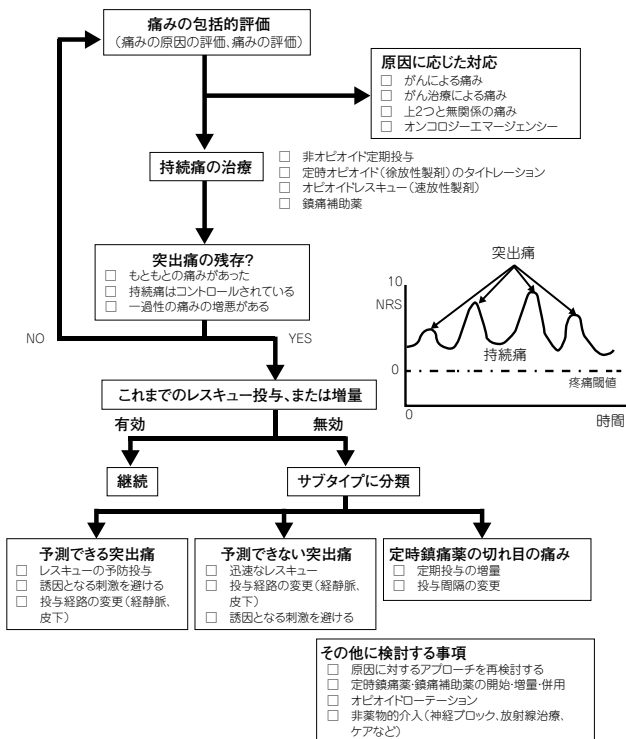 痛みの包括的評価
(痛みの原因の評価、痛みの評価)
原因に応じた対応
□ がんによる痛み
□ がん治療による痛み
□ 上2つと無関係の痛み
□ オンコロジーエマージェンシー
持続痛の治療
□ 非オピオイド定期投与
□ 定時オピオイド(徐放性製剤)のタイトレーション
□ オピオイドレスキュー(速放性製剤)
□ 鎮痛補助薬
突出痛の残存?
□ もともとの痛みがあった
□ 持続痛はコントロールされている
□ 一過性の痛みの増悪がある
NO
YES
突出痛
10
NRS
持続痛
0
疼痛閾値
0
時間
これまでのレスキュー投与、または増量
有効
無効
継続
サブタイプに分類
予測できる突出痛
□ レスキューの予防投与
□ 誘因となる刺激を避ける
□ 投与経路の変更(経静脈、
皮下)
予測できない突出痛
□ 迅速なレスキュー
□ 投与経路の変更(経静脈、
皮下)
□ 誘因となる刺激を避ける
定時鎮痛薬の切れ目の痛み
□ 定期投与の増量
□ 投与間隔の変更
その他に検討する事項
□ 原因に対するアプローチを再検討する
□ 定時鎮痛薬・鎮痛補助薬の開始・増量・併用
□ オピオイドローテーション
□ 非薬物的介入(神経ブロック、放射線治療、
ケアなど)